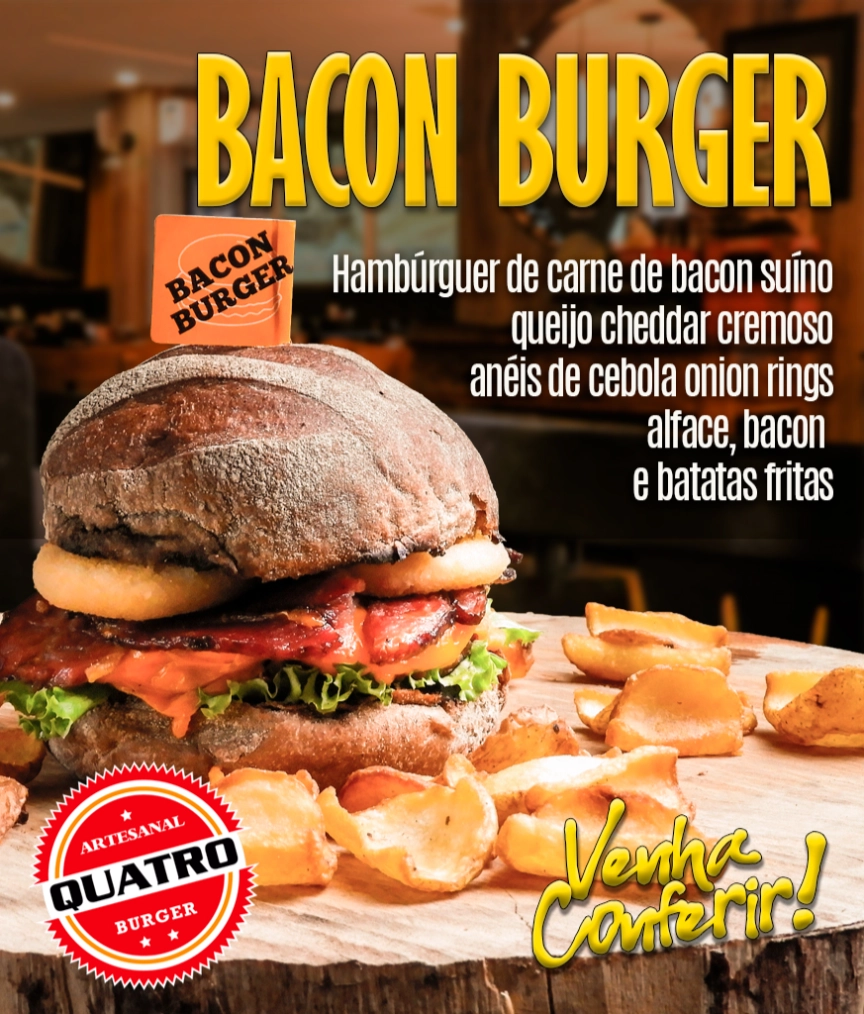 BACON BURGER
BACON
BURGER
Hambúrguer de carne de bacon suíno
queijo cheddar cremoso
anéis de cebola onion rings
alface, bacon
e batatas fritas
ARTESANAL
QUATRO
BURGER
Venha
Conferir!